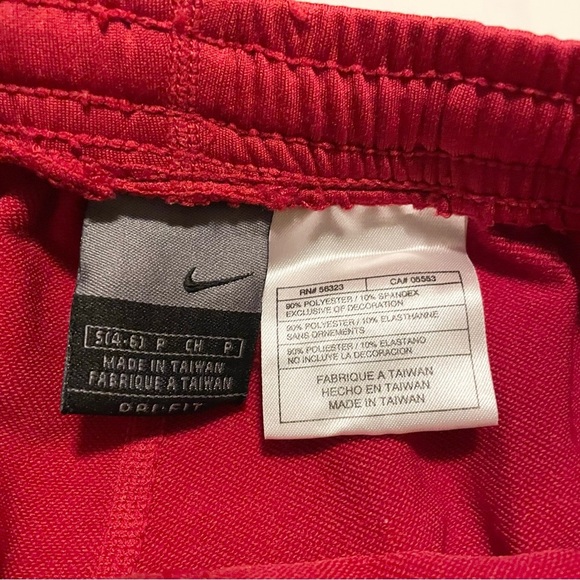 S(4-6) P CH P
MADE IN TAIWAN
FABRIQUE A TAIWAN
DRI-FIT
RN# 56323 CA# 05553
90% POLYESTER / 10% SPANDEX
EXCLUSIVE OF DECORATION
90% POLYESTER / 10% ELASTHANNE
SANS ORNEMENTS
90% POLIESTER / 10% ELASTANO
NO INCLUYE LA DECORACION
FABRIQUE A TAIWAN
HECHO EN TAIWAN
MADE IN TAIWAN